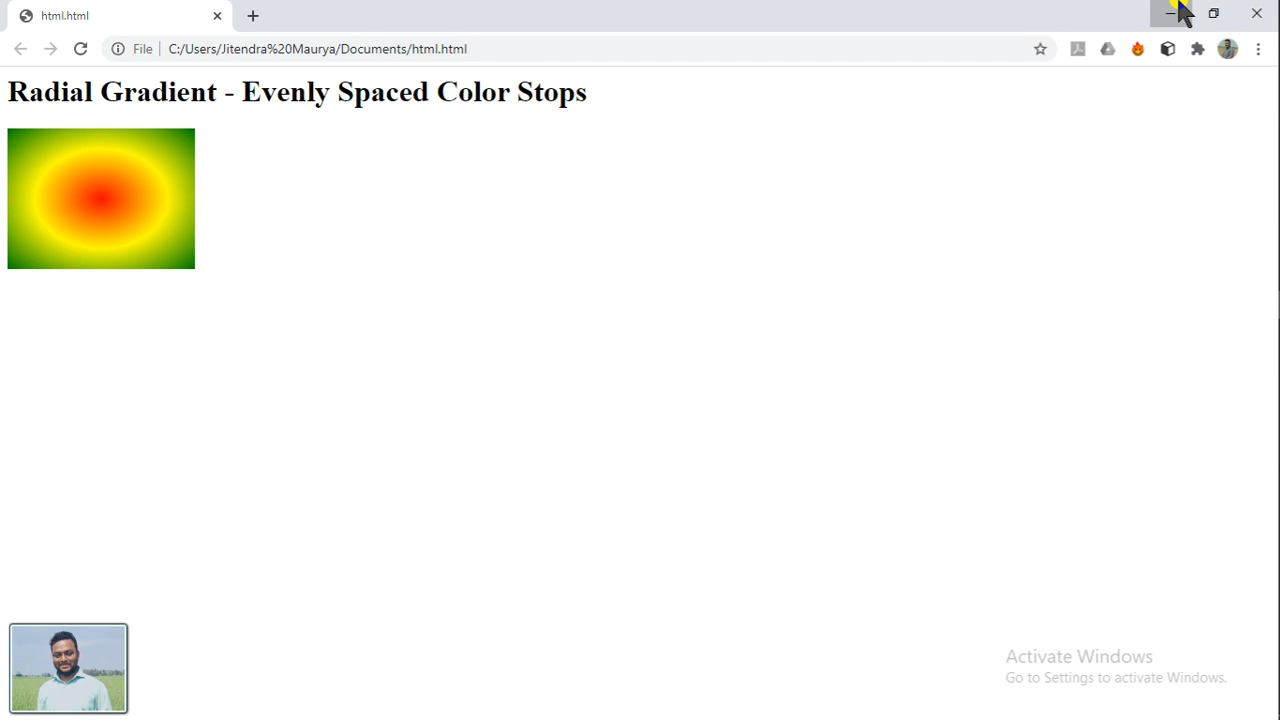 html.html
File
C:/Users/Jitendra%20Maurya/Documents/html.html
Radial Gradient - Evenly Spaced Color Stops
Activate Windows
Go to Settings to activate Windows.